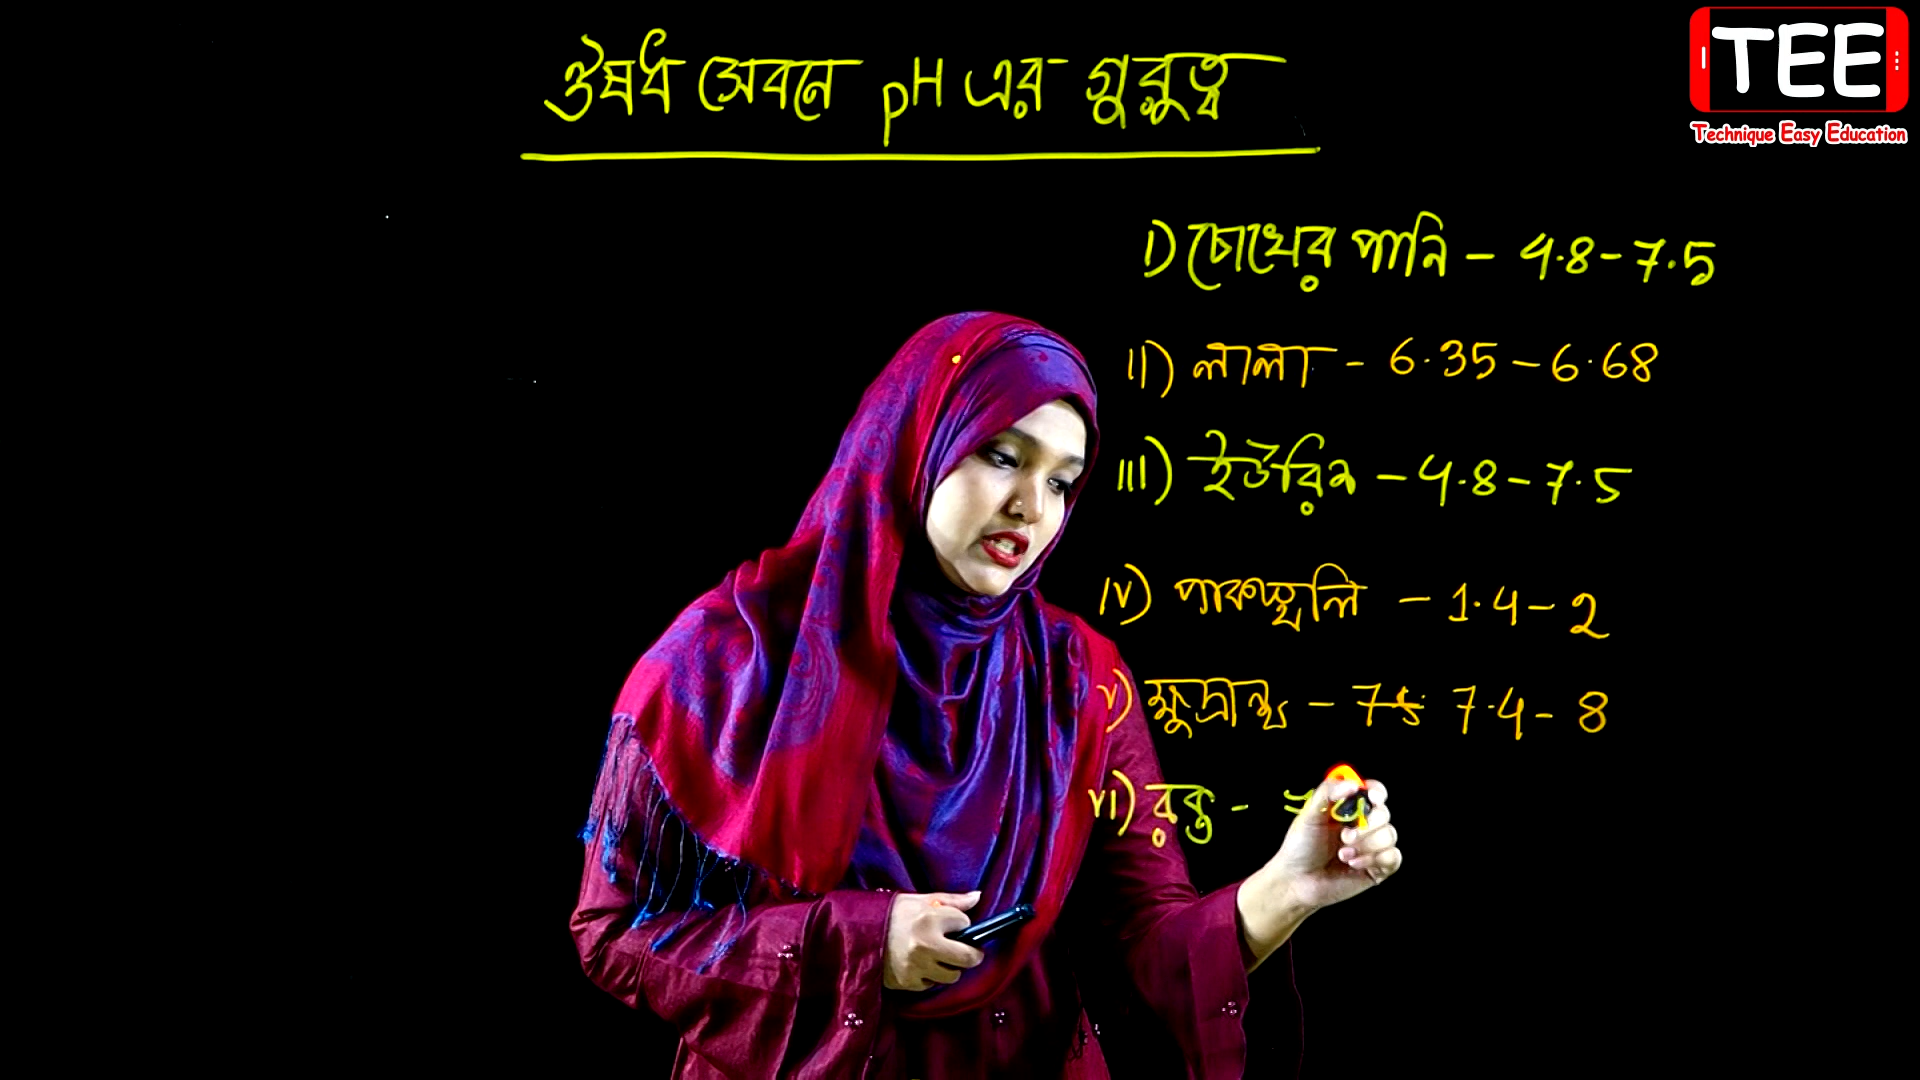 ঔষধ সেবনে pH এর গুরুত্ব
TEE
Technique Easy Education
I) চোখের পানি - 4.8-7.5
II) লালা - 6.35-6.68
III) ইউরিন - 4.8-7.5
IV) পাকস্থলি - 1.4-2
V) ক্ষুদ্রান্ত্র - 7.4-8
VI) রক্ত -